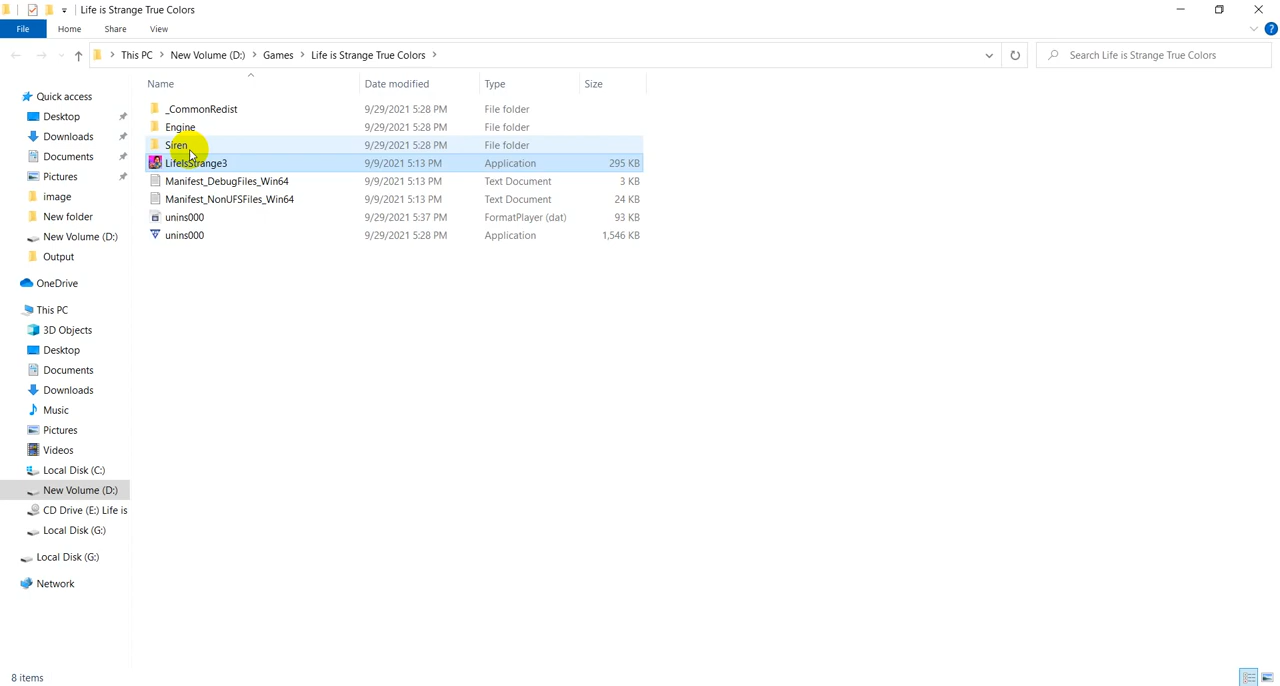 Life is Strange True Colors
File Home Share View
This PC New Volume (D:) Games Life is Strange True Colors
Search Life is Strange True Colors
Name Date modified Type Size
Quick access
Desktop
Downloads
Documents
Pictures
image
New folder
New Volume (D:)
Output
OneDrive
This PC
3D Objects
Desktop
Documents
Downloads
Music
Pictures
Videos
Local Disk (C:)
New Volume (D:)
CD Drive (E:) Life is
Local Disk (G:)
Local Disk (G:)
Network
_CommonRedist 9/29/2021 5:28 PM File folder
Engine 9/29/2021 5:28 PM File folder
Siren 9/29/2021 5:28 PM File folder
LifeIsStrange3 9/9/2021 5:13 PM Application 295 KB
Manifest_DebugFiles_Win64 9/9/2021 5:13 PM Text Document 3 KB
Manifest_NonUFSFiles_Win64 9/9/2021 5:13 PM Text Document 24 KB
unins000 9/29/2021 5:37 PM FormatPlayer (dat) 93 KB
unins000 9/29/2021 5:28 PM Application 1,546 KB
8 items